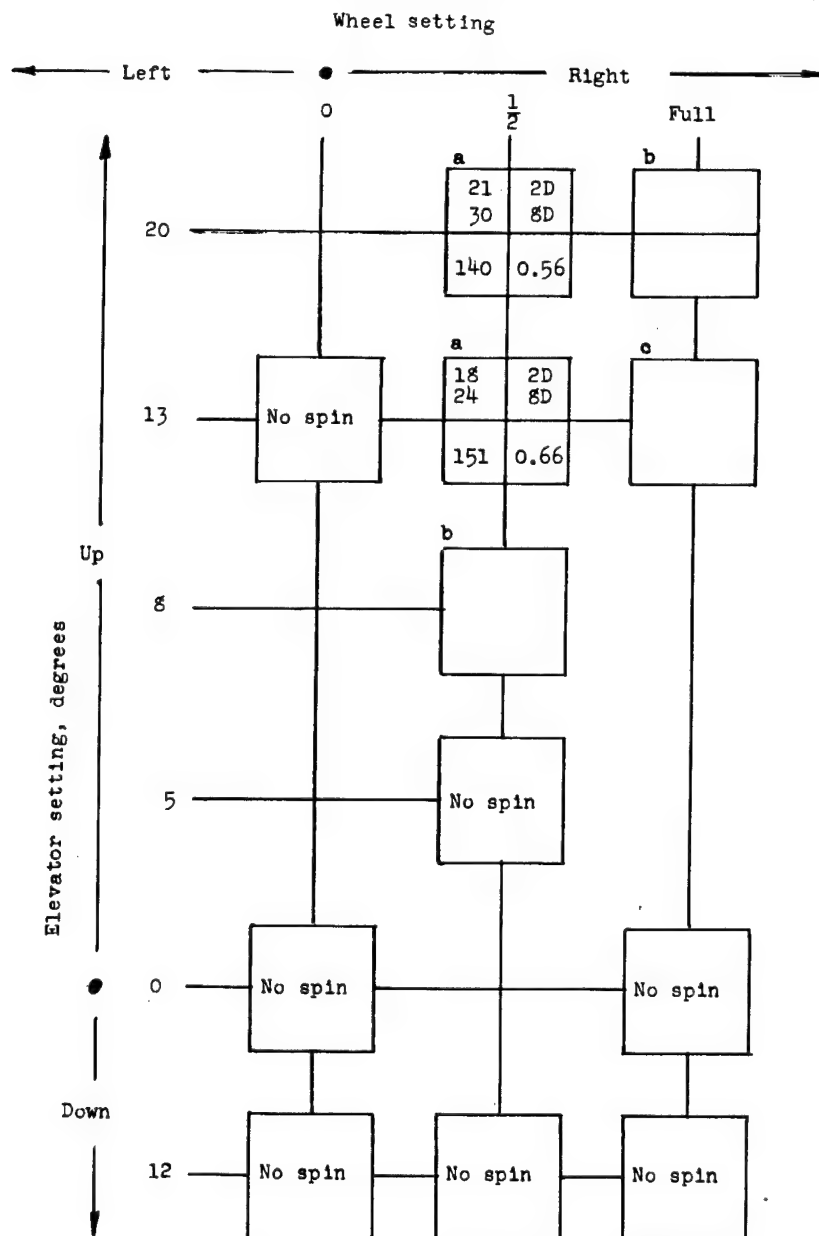 Wheel setting
Left Right
0 1/2 Full
a b
21 2D
30 8D
20
140 0.56
a c
18 2D
24 8D
13 No spin
151 0.66
b
Up
8
Elevator setting, degrees
5 No spin
0 No spin No spin
Down
12 No spin No spin No spin